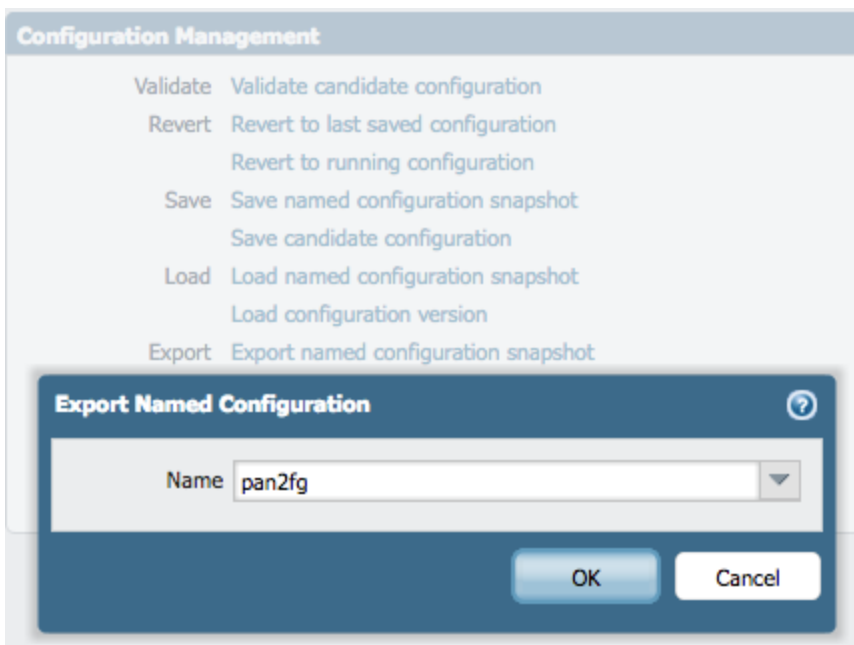 Configuration Management
Validate Validate candidate configuration
Revert Revert to last saved configuration
Revert to running configuration
Save Save named configuration snapshot
Save candidate configuration
Load Load named configuration snapshot
Load configuration version
Export Export named configuration snapshot
Export Named Configuration ?
Name pan2fg
OK Cancel